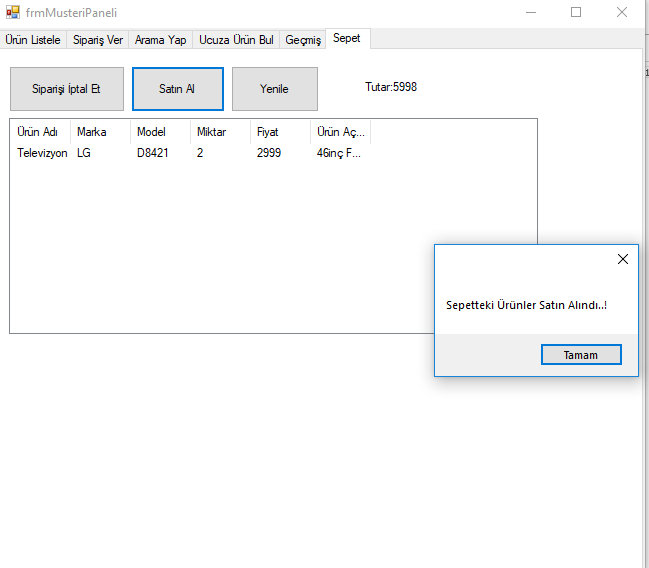 frmMusteriPaneli
Ürün Listele Sipariş Ver Arama Yap Ucuza Ürün Bul Geçmiş Sepet
Siparişi İptal Et Satın Al Yenile Tutar:5998
Ürün Adı Marka Model Miktar Fiyat Ürün Aç...
Televizyon LG D8421 2 2999 46inç F...
Sepetteki Ürünler Satın Alındı..!
Tamam